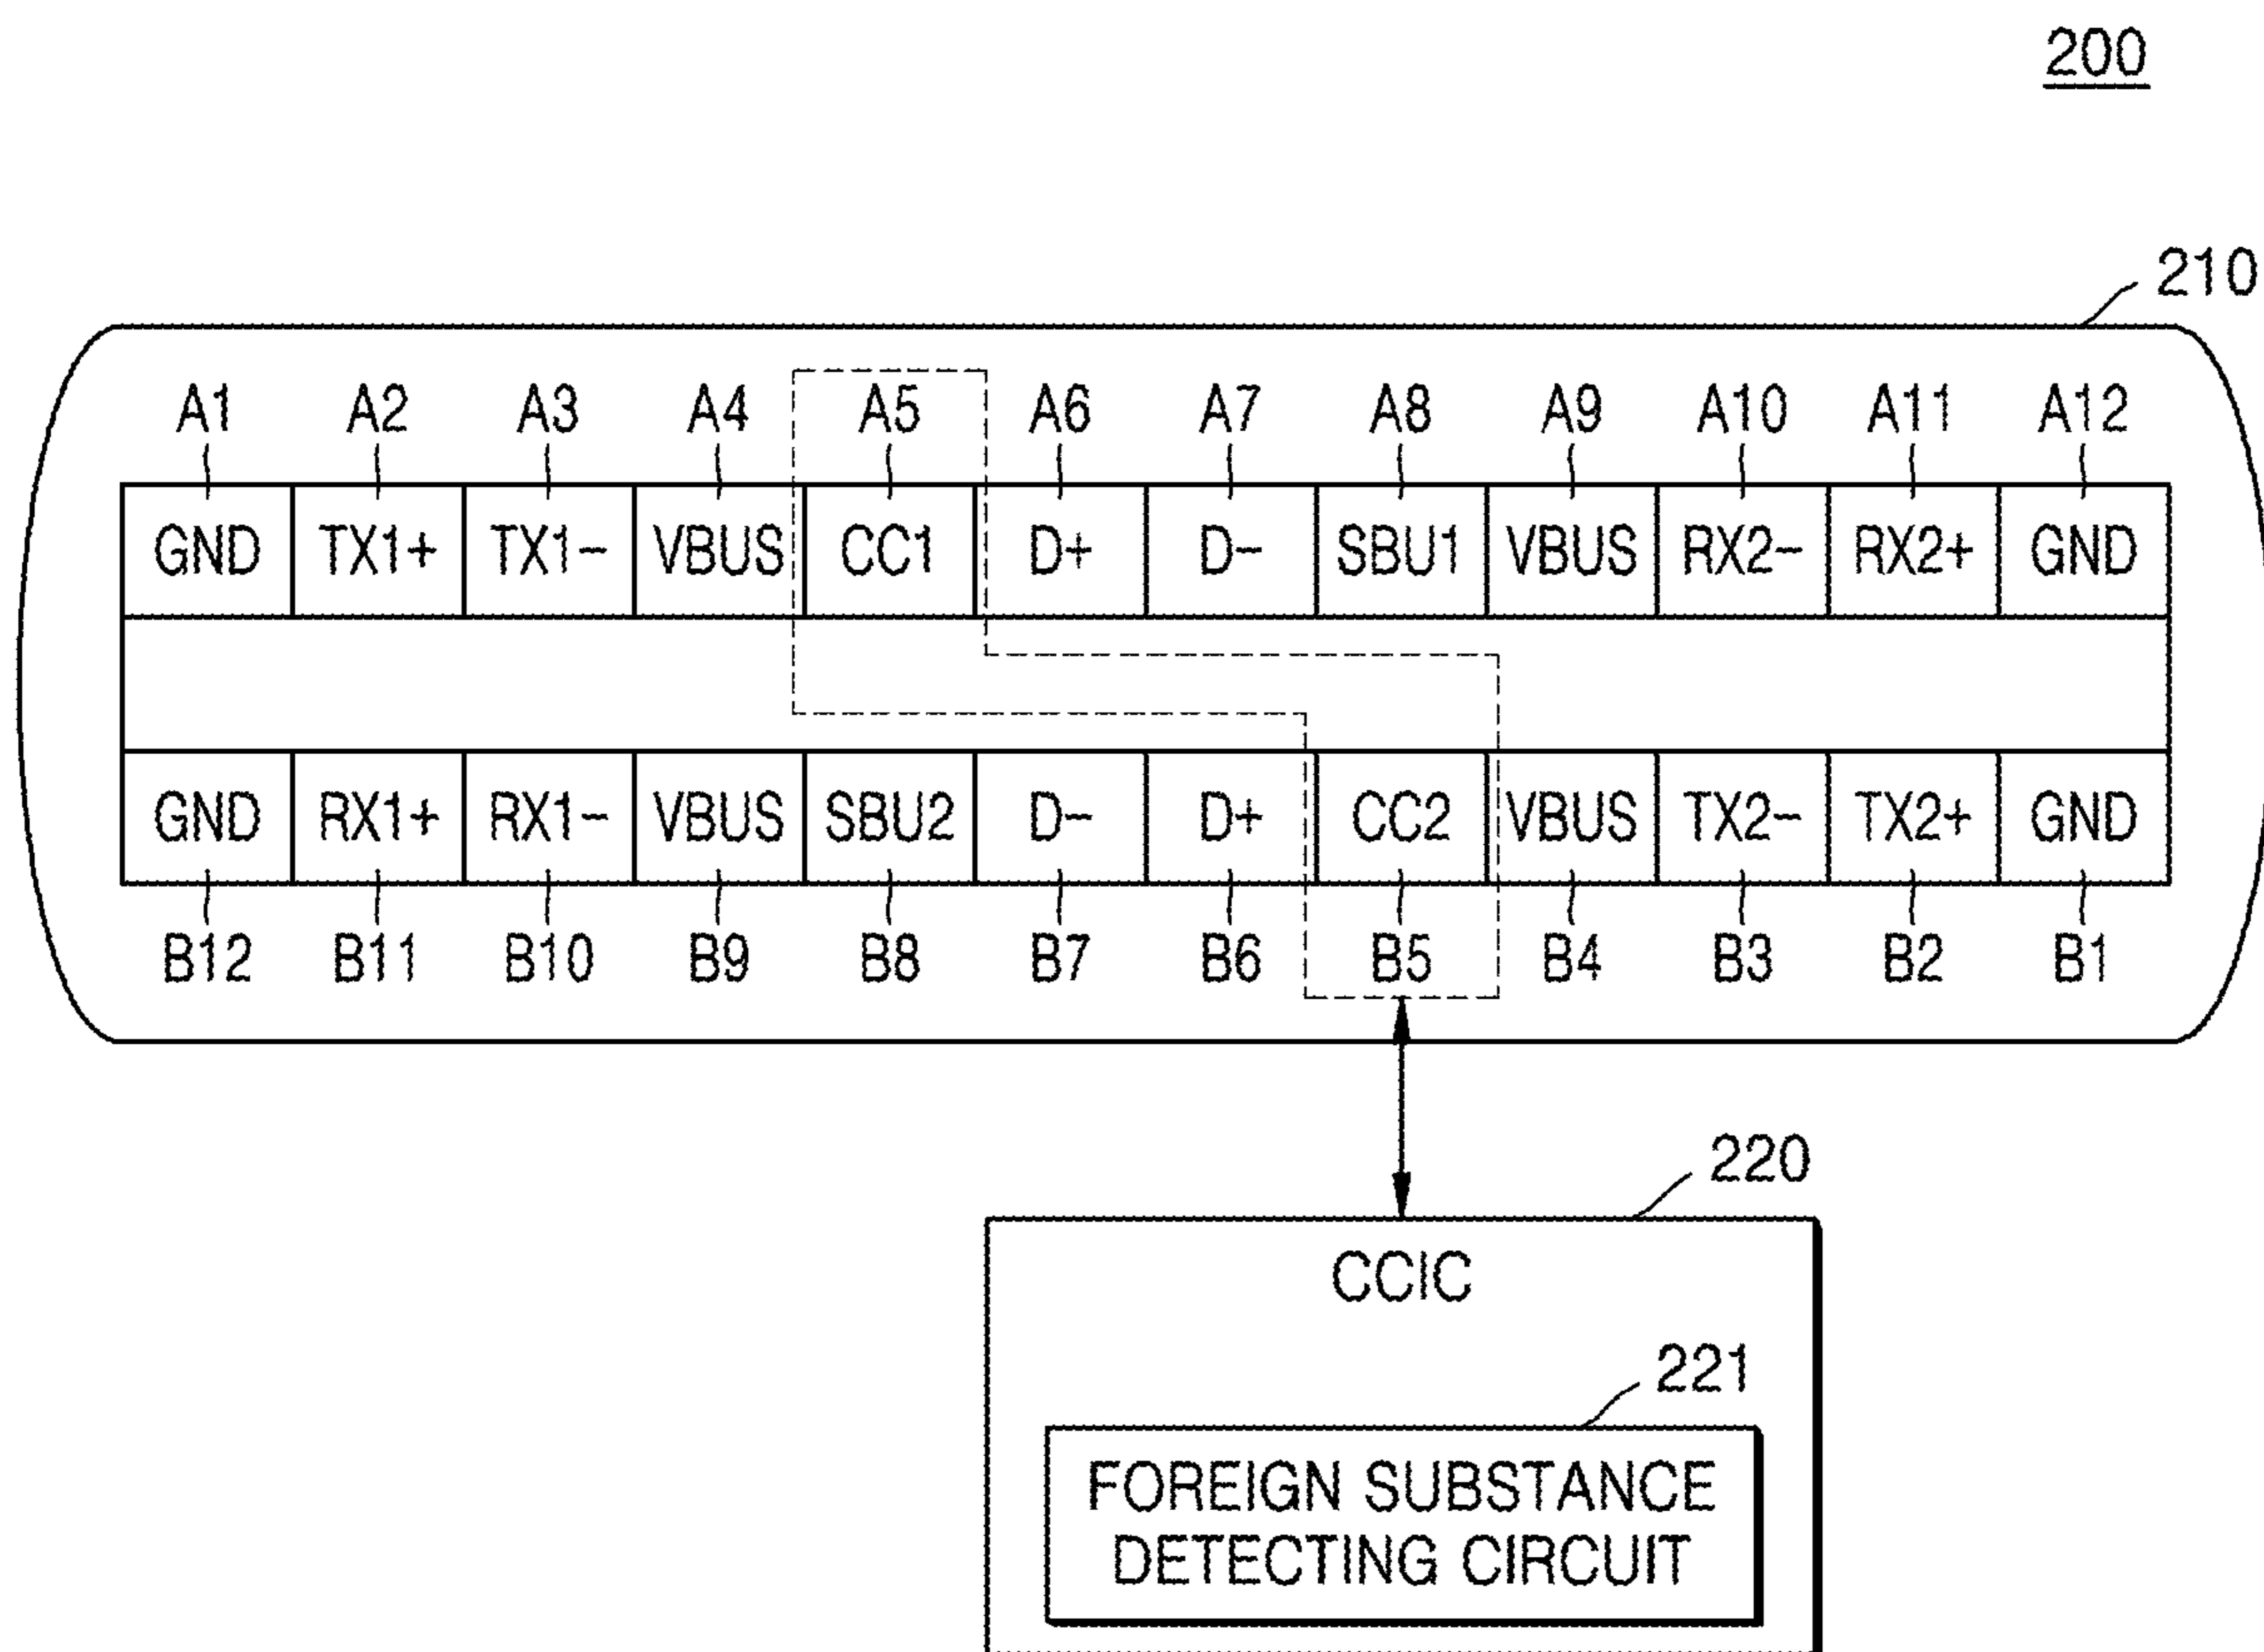 200
210
A1 A2 A3 A4 A5 A6 A7 A8 A9 A10 A11 A12
GND TX1+ TX1- VBUS CC1 D+ D- SBU1 VBUS RX2- RX2+ GND
GND RX1+ RX1- VBUS SBU2 D- D+ CC2 VBUS TX2- TX2+ GND
B12 B11 B10 B9 B8 B7 B6 B5 B4 B3 B2 B1
220
CCIC
221
FOREIGN SUBSTANCE
DETECTING CIRCUIT